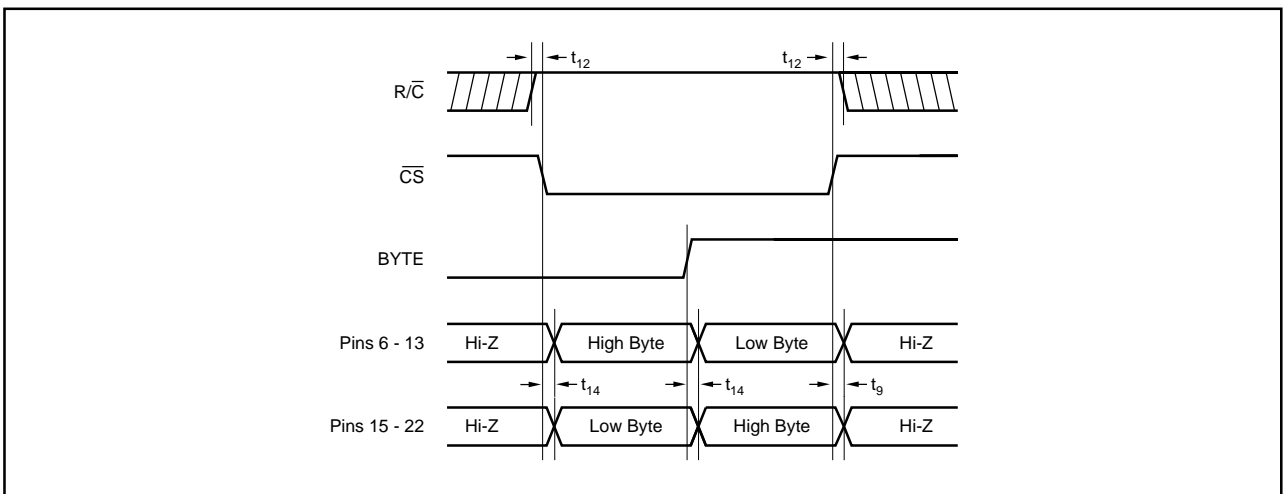 t12 t12
R/C̅
C̅S̅
BYTE
Pins 6 - 13 Hi-Z High Byte Low Byte Hi-Z
t14 t14 t9
Pins 15 - 22 Hi-Z Low Byte High Byte Hi-Z